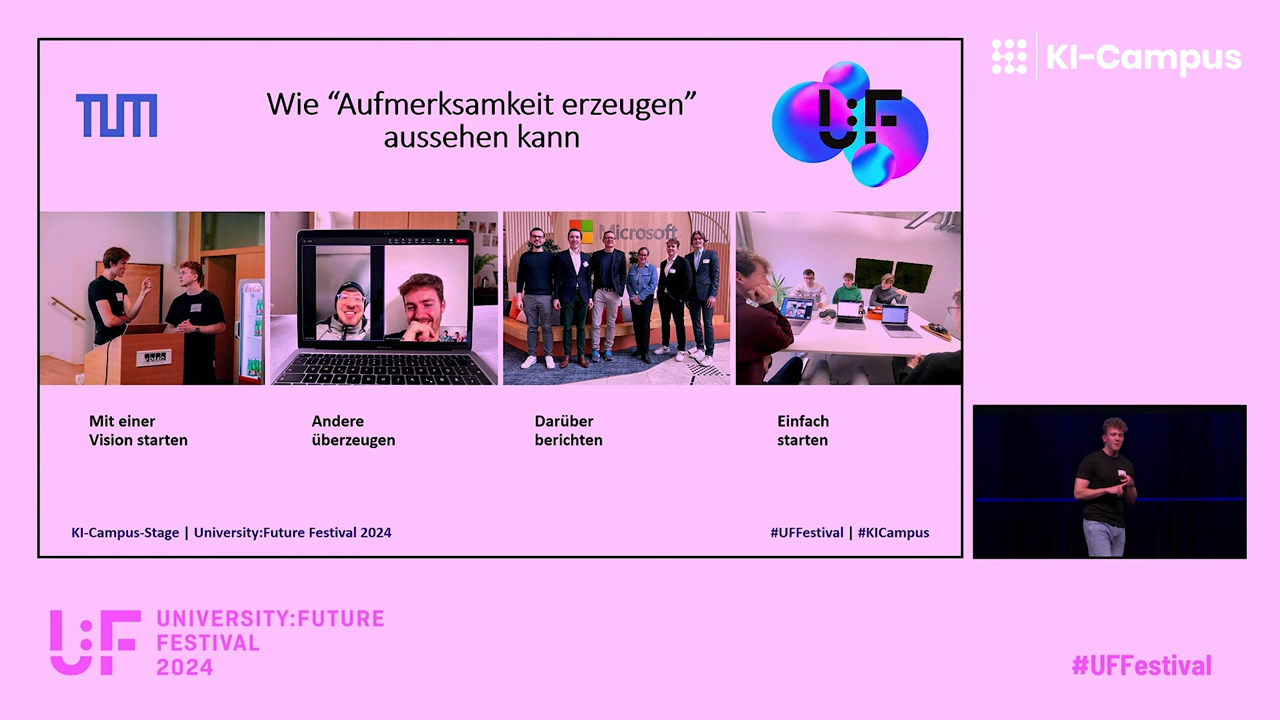 KI-Campus
TUM
Wie “Aufmerksamkeit erzeugen”
aussehen kann
U:F
Microsoft
Mit einer
Vision starten
Andere
überzeugen
Darüber
berichten
Einfach
starten
KI-Campus-Stage | University:Future Festival 2024
#UFFestival | #KICampus
U:F
UNIVERSITY:FUTURE
FESTIVAL
2024
#UFFestival